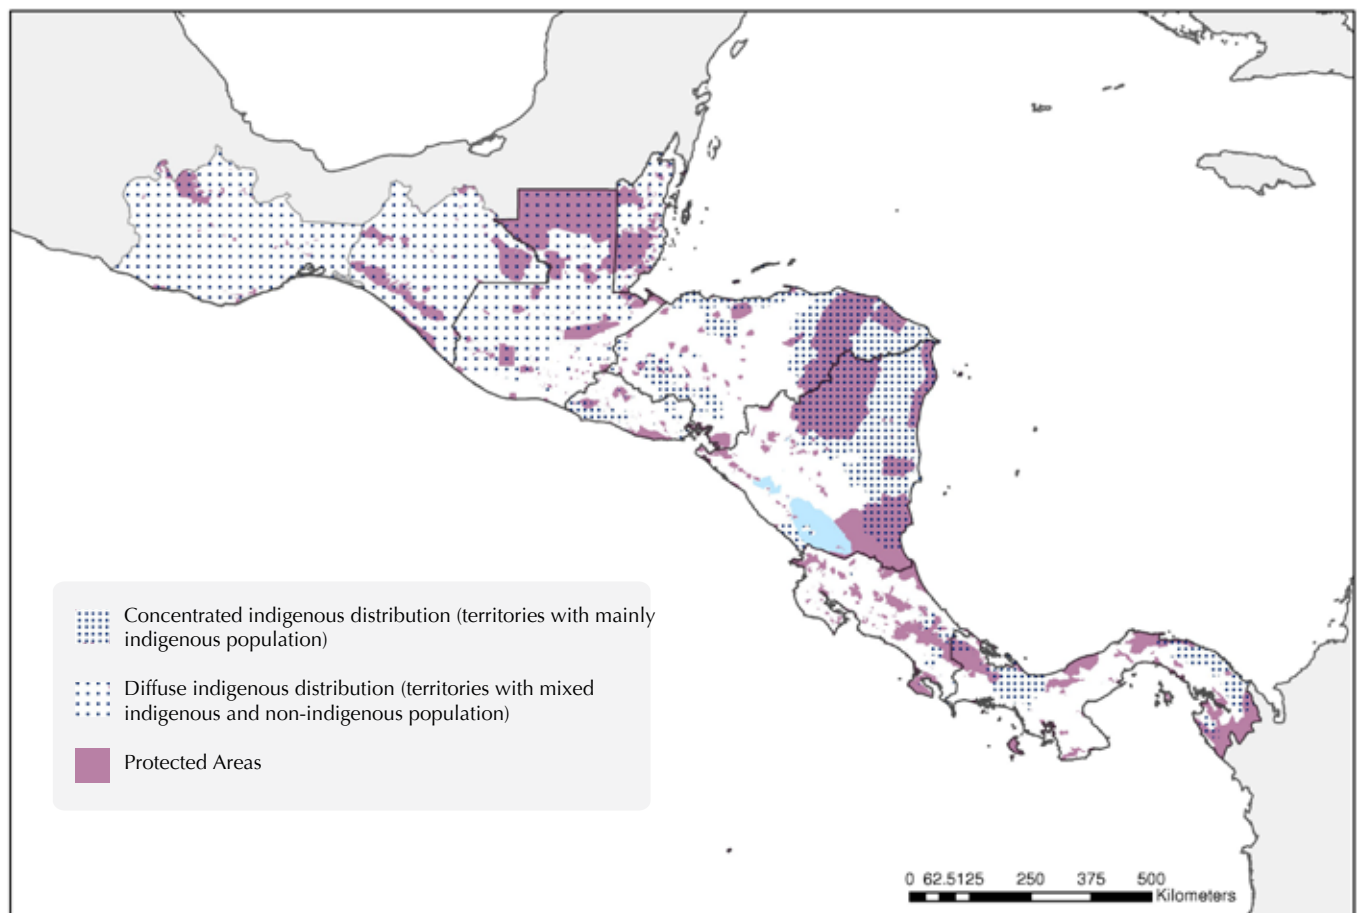 Concentrated indigenous distribution (territories with mainly
indigenous population)
Diffuse indigenous distribution (territories with mixed
indigenous and non-indigenous population)
Protected Areas
0 62.5125 250 375 500
Kilometers